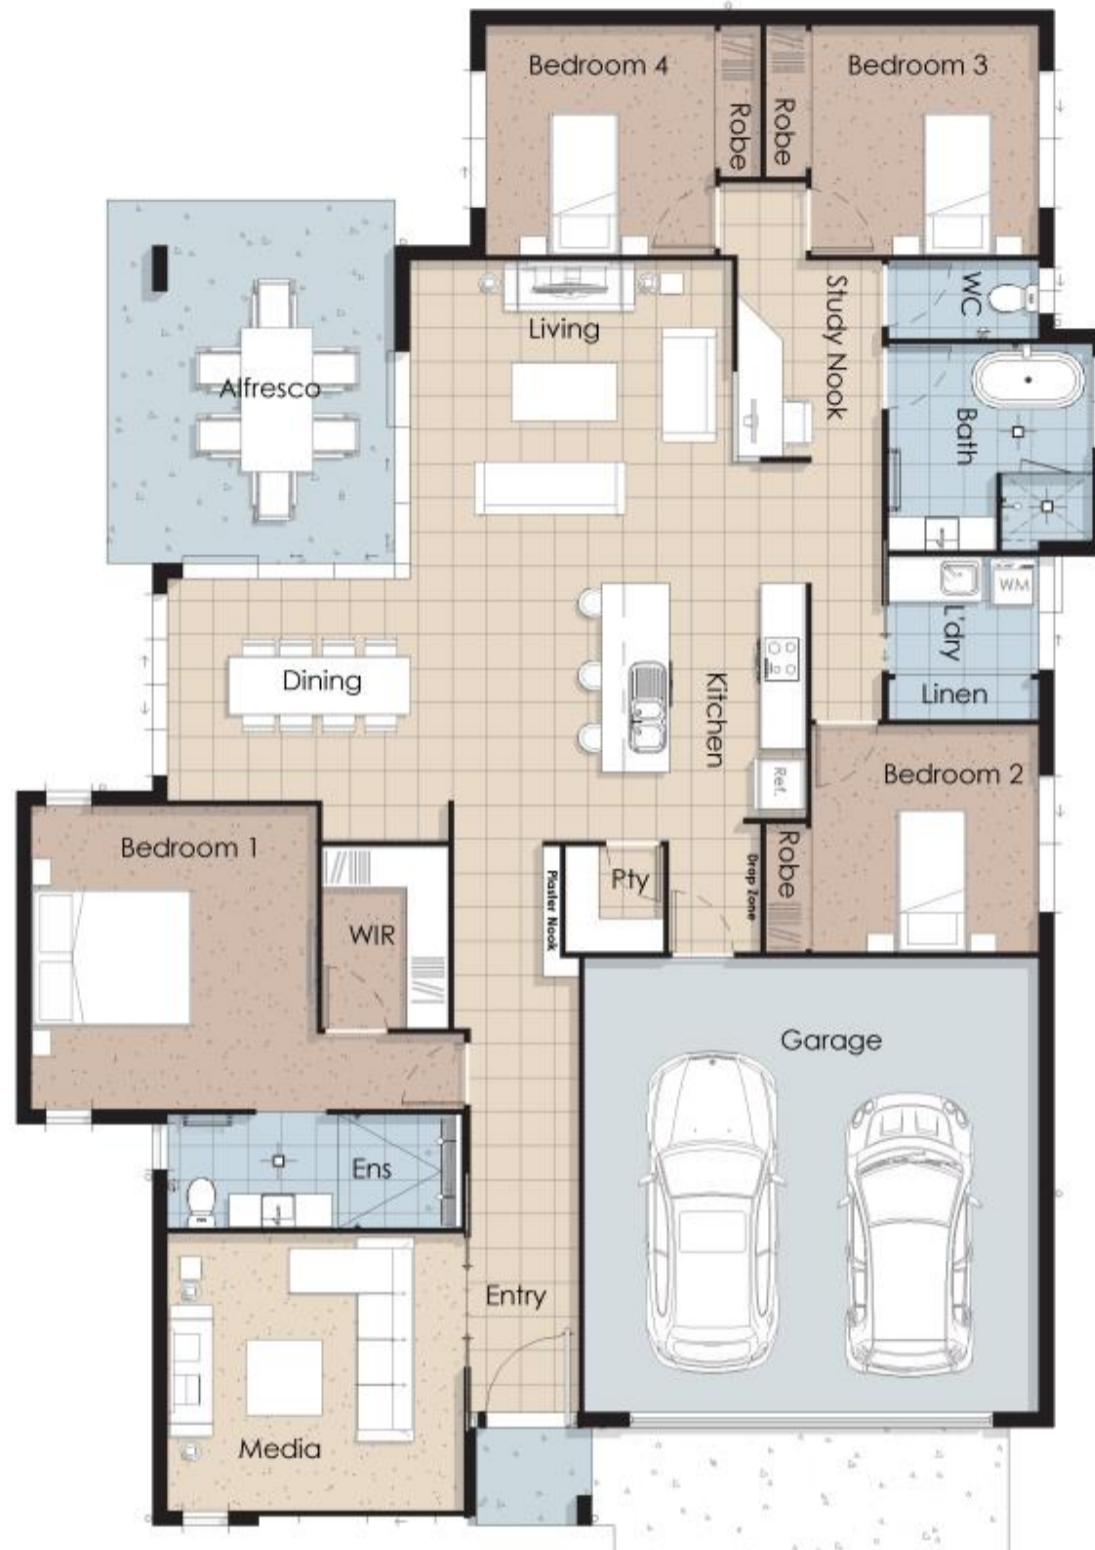 Bedroom 4
Robe
Robe
Bedroom 3
Living
Study Nook
WC
Alfresco
Bath
WM
L'dry
Linen
Dining
Kitchen
Ref.
Bedroom 2
Bedroom 1
Robe
Drop Zone
Pty
Plaster Nook
WIR
Garage
Ens
Entry
Media